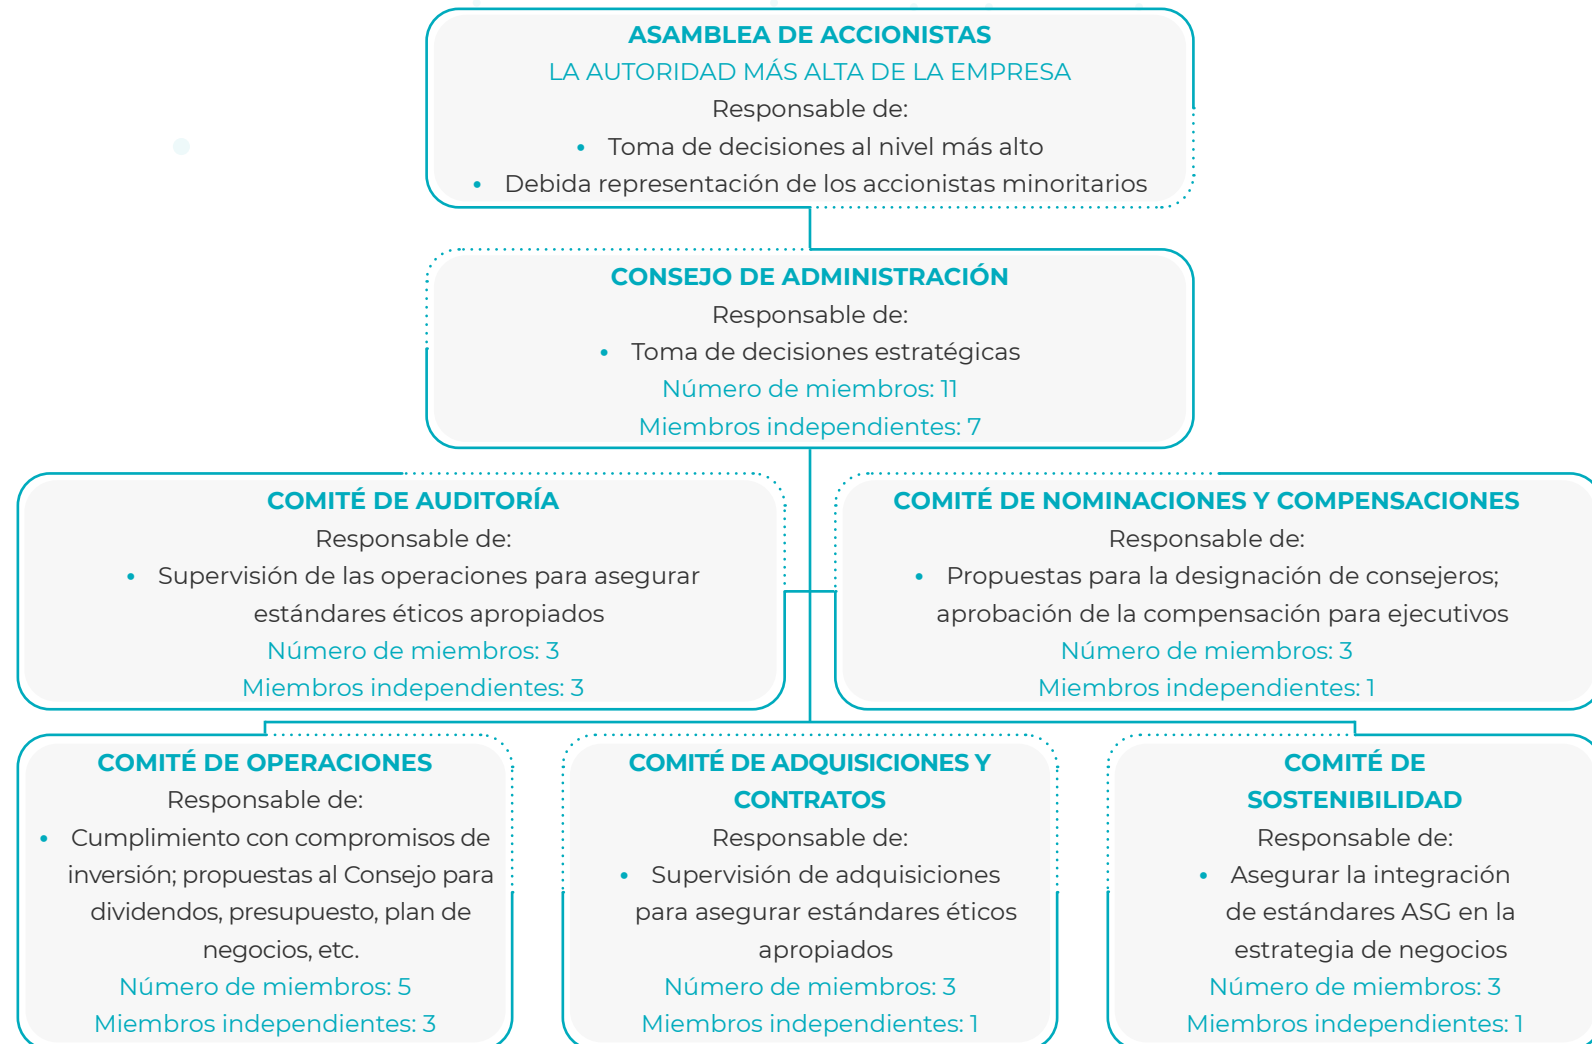 ASAMBLEA DE ACCIONISTAS
LA AUTORIDAD MÁS ALTA DE LA EMPRESA
Responsable de:
• Toma de decisiones al nivel más alto
• Debida representación de los accionistas minoritarios
CONSEJO DE ADMINISTRACIÓN
Responsable de:
• Toma de decisiones estratégicas
Número de miembros: 11
Miembros independientes: 7
COMITÉ DE AUDITORÍA
Responsable de:
• Supervisión de las operaciones para asegurar
estándares éticos apropiados
Número de miembros: 3
Miembros independientes: 3
COMITÉ DE NOMINACIONES Y COMPENSACIONES
Responsable de:
• Propuestas para la designación de consejeros;
aprobación de la compensación para ejecutivos
Número de miembros: 3
Miembros independientes: 1
COMITÉ DE OPERACIONES
Responsable de:
• Cumplimiento con compromisos de
inversión; propuestas al Consejo para
dividendos, presupuesto, plan de
negocios, etc.
Número de miembros: 5
Miembros independientes: 3
COMITÉ DE ADQUISICIONES Y
CONTRATOS
Responsable de:
• Supervisión de adquisiciones
para asegurar estándares éticos
apropiados
Número de miembros: 3
Miembros independientes: 1
COMITÉ DE
SOSTENIBILIDAD
Responsable de:
• Asegurar la integración
de estándares ASG en la
estrategia de negocios
Número de miembros: 3
Miembros independientes: 1